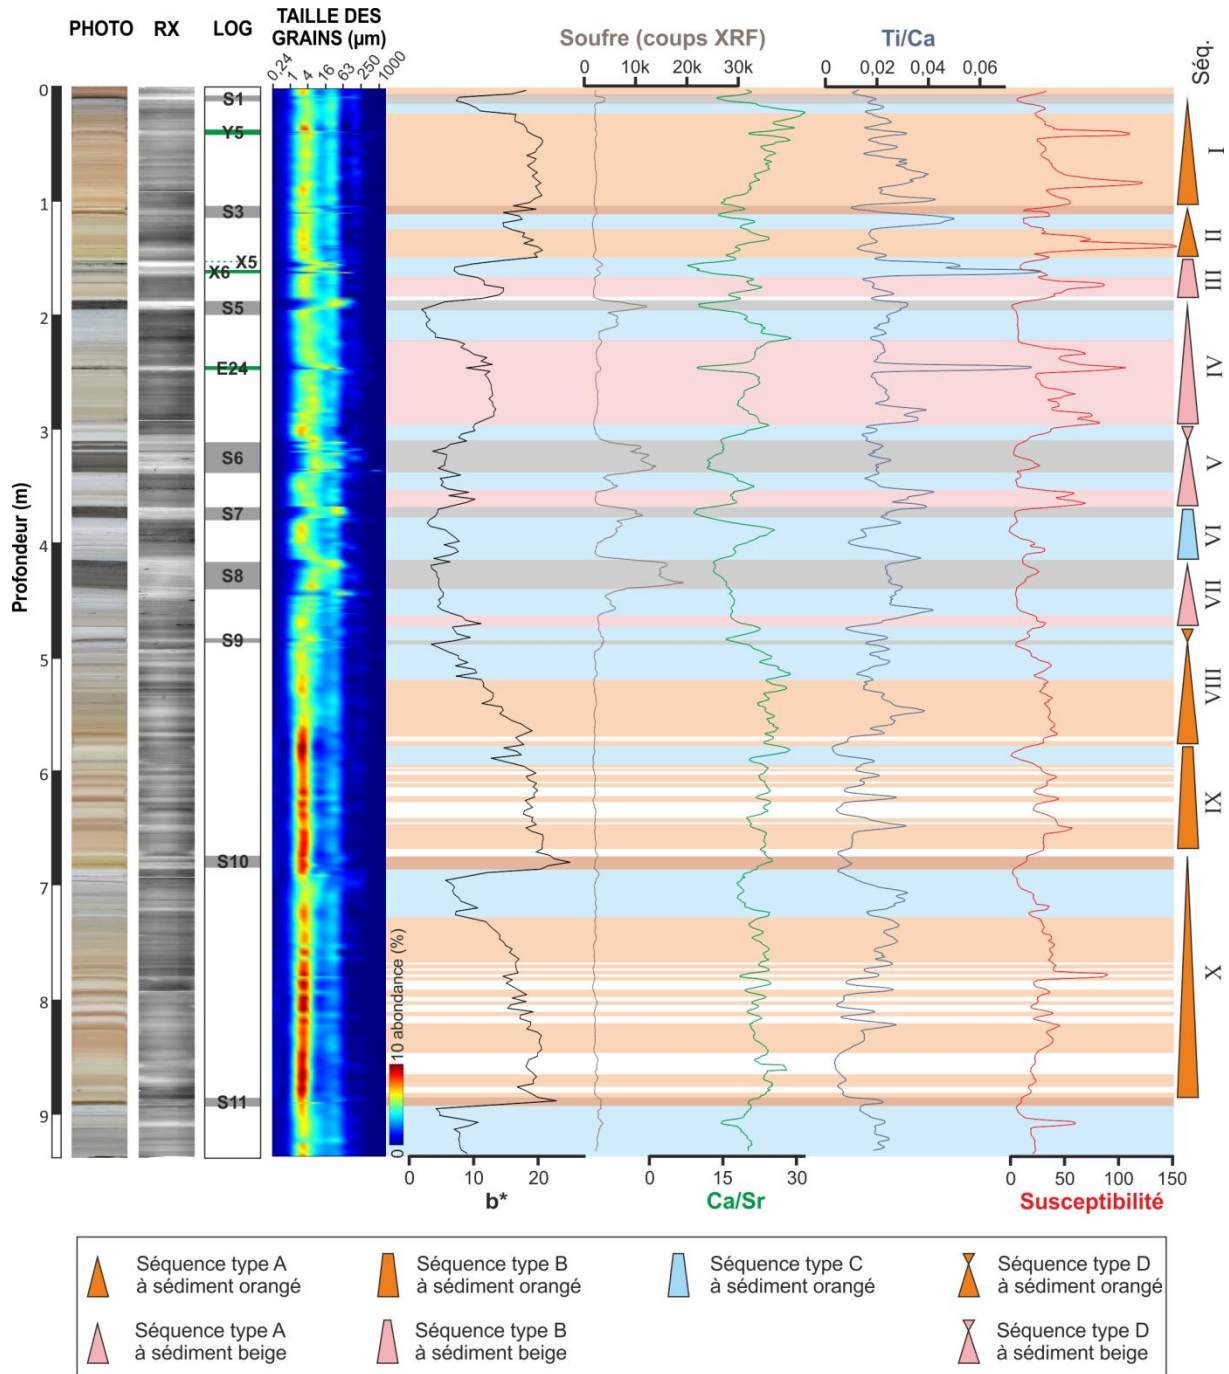 PHOTO
RX
LOG
TAILLE DES
GRAINS (µm)
0,24
1
4
16
63
250
1000
Soufre (coups XRF)
0
10k
20k
30k
Ti/Ca
0
0,02
0,04
0,06
Séq.
Profondeur (m)
0
1
2
3
4
5
6
7
8
9
S1
Y5
S3
X5
X6
S5
E24
S6
S7
S8
S9
S10
S11
I
II
III
IV
V
VI
VII
VIII
IX
X
0
10 abondance (%)
0
10
20
b*
0
15
30
Ca/Sr
0
50
100
150
Susceptibilité
Séquence type A
à sédiment orangé
Séquence type B
à sédiment orangé
Séquence type C
à sédiment orangé
Séquence type D
à sédiment orangé
Séquence type A
à sédiment beige
Séquence type B
à sédiment beige
Séquence type D
à sédiment beige